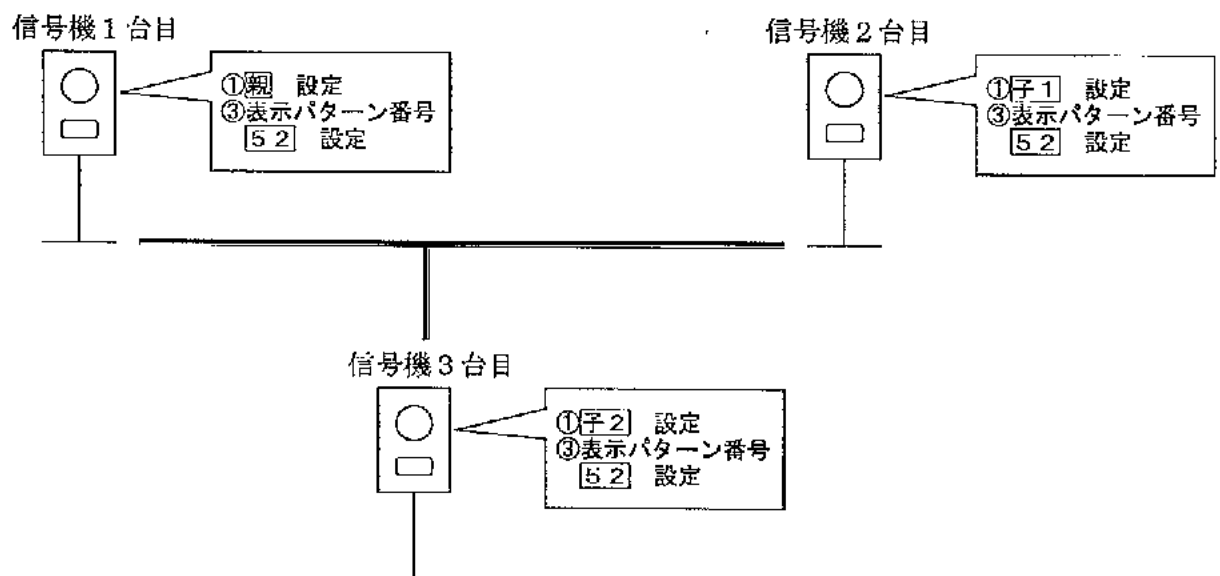 信号機1台目
①親 設定
③表示パターン番号
52 設定
信号機2台目
①子1 設定
③表示パターン番号
52 設定
信号機3台目
①子2 設定
③表示パターン番号
52 設定